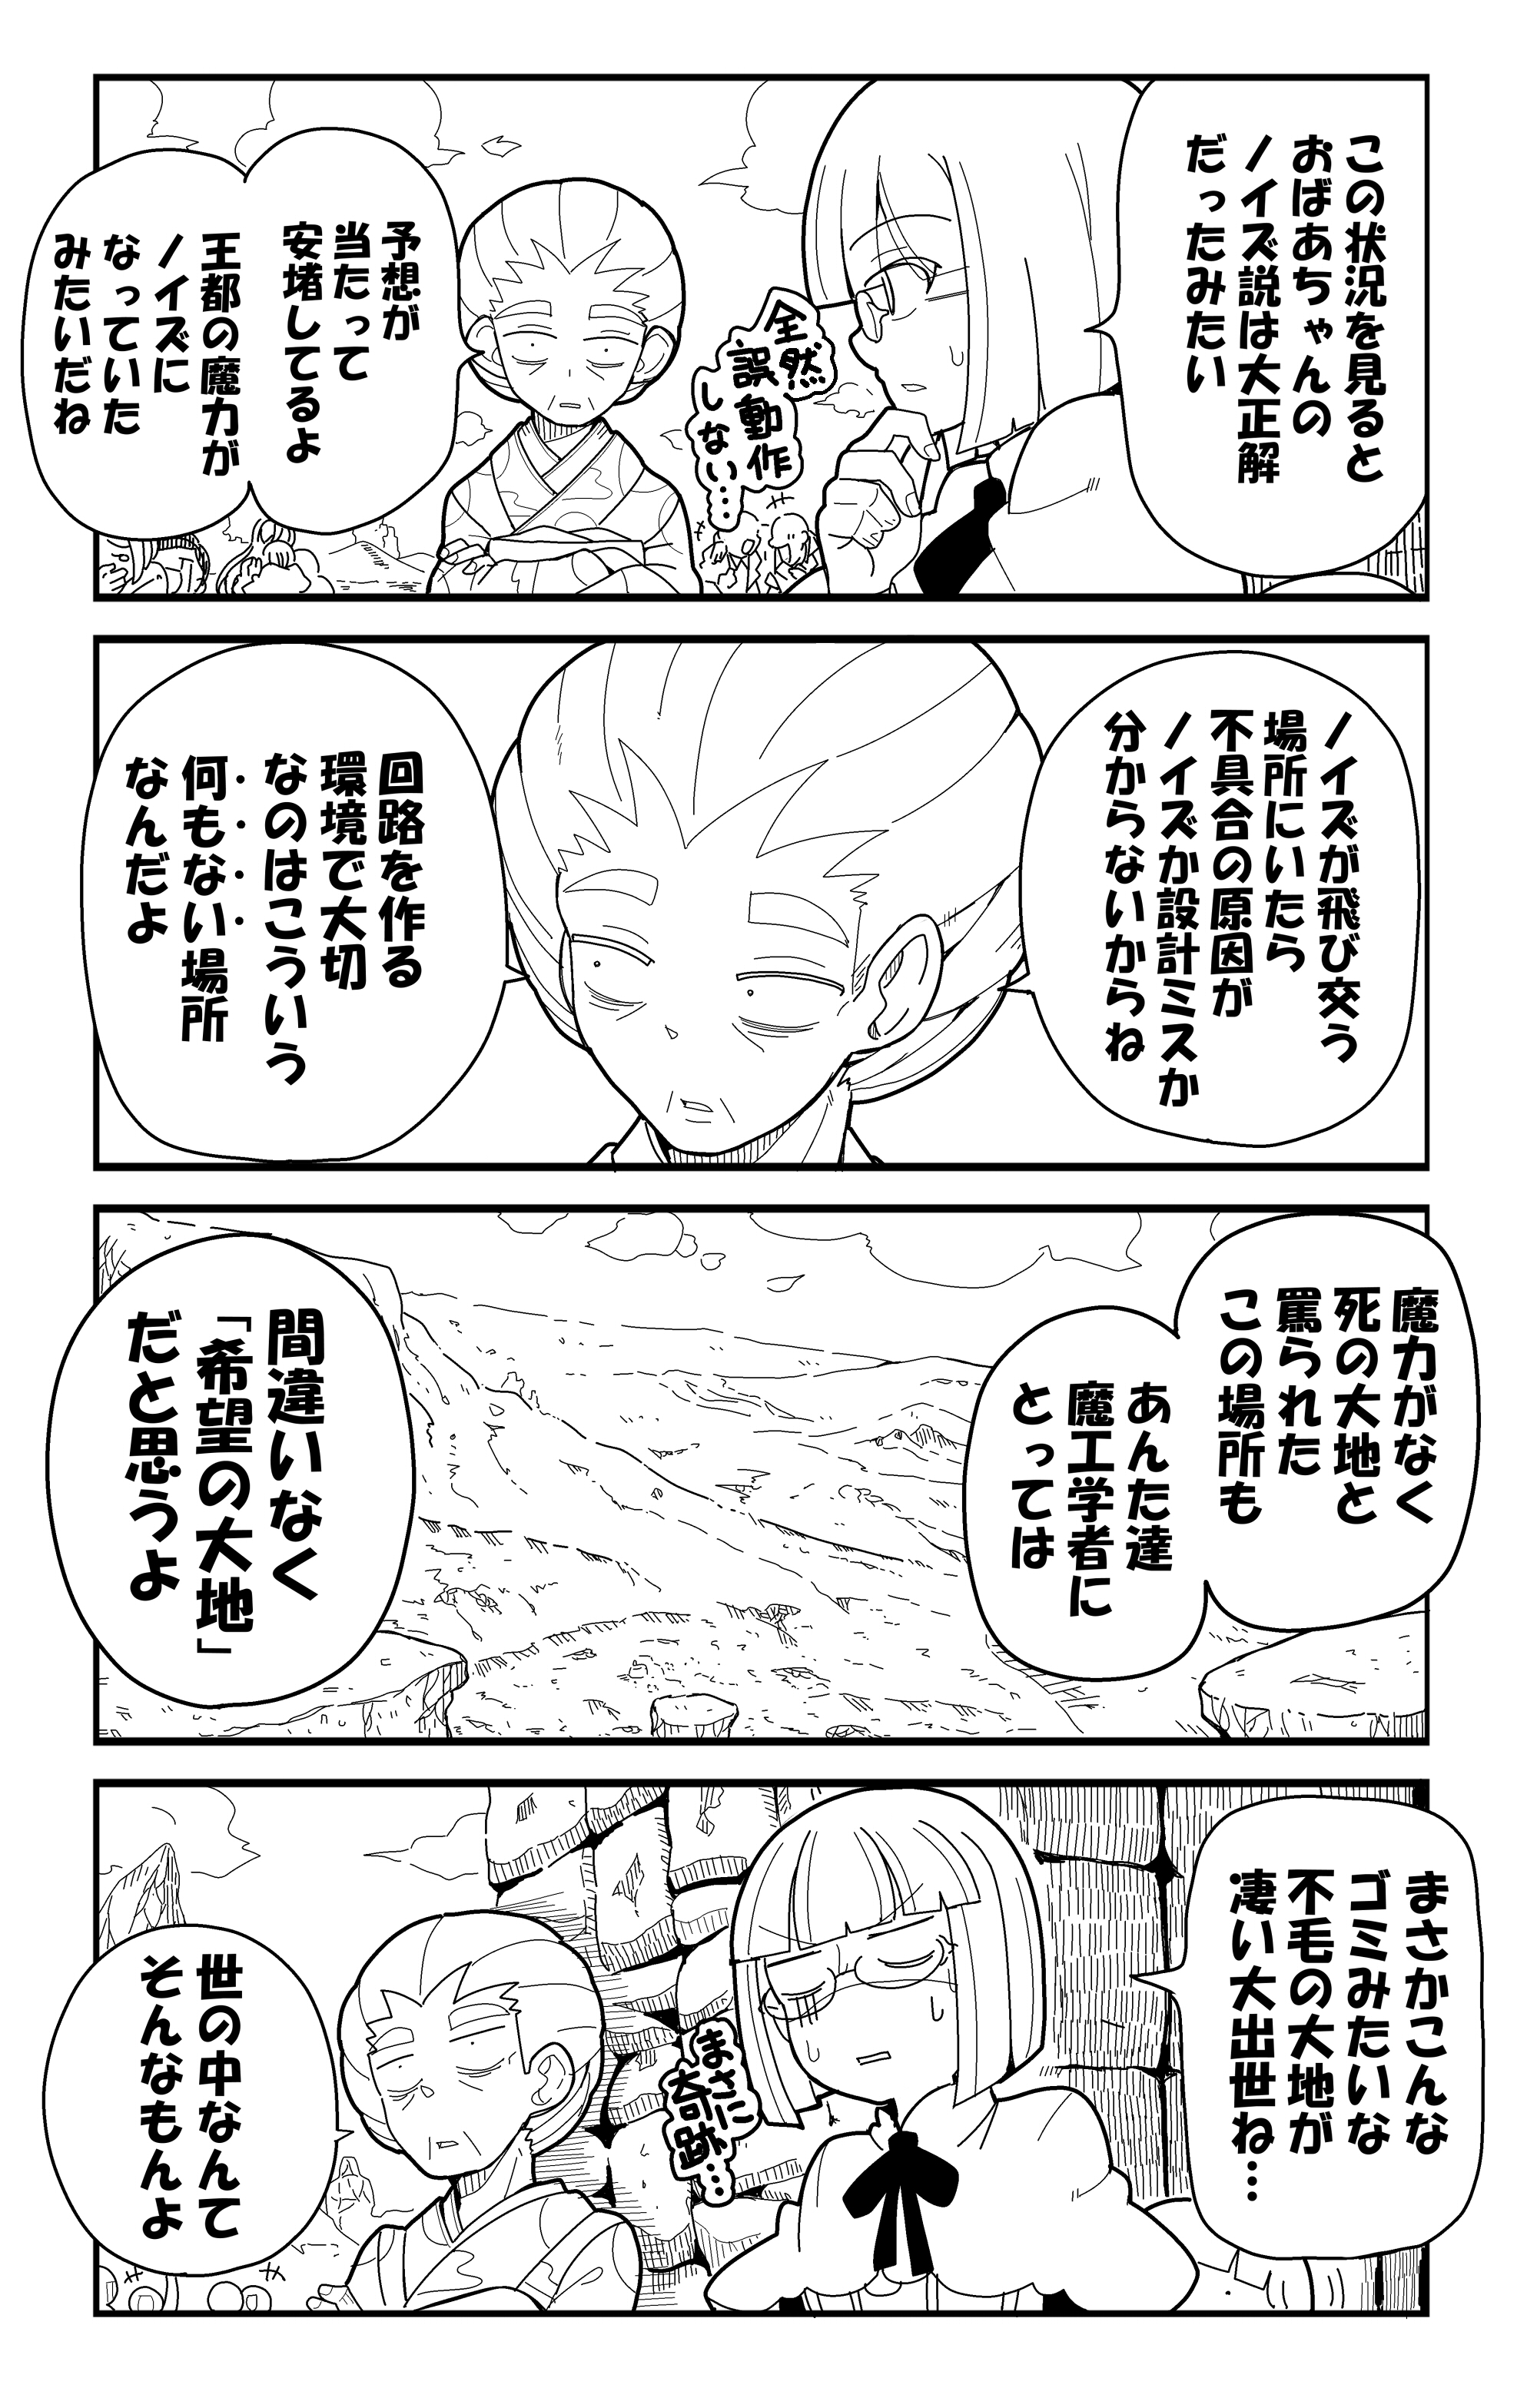 この状況を見ると
おばあちゃんの
ノイズ説は大正解
だったみたい
全然
誤動作
しない…
予想が
当たって
安堵してるよ
王都の魔力が
ノイズに
なっていた
みたいだね
ノイズが飛び交う
場所にいたら
不具合の原因が
ノイズか設計ミスか
分からないからね
回路を作る
環境で大切
なのはこういう
何もない場所
なんだよ
魔力がなく
死の大地と
罵られた
この場所も
あんた達
魔工学者に
とっては
間違いなく
「希望の大地」
だと思うよ
まさかこんな
ゴミみたいな
不毛の大地が
凄い大出世ね…
まさに
奇跡…
世の中なんて
そんなもんよ